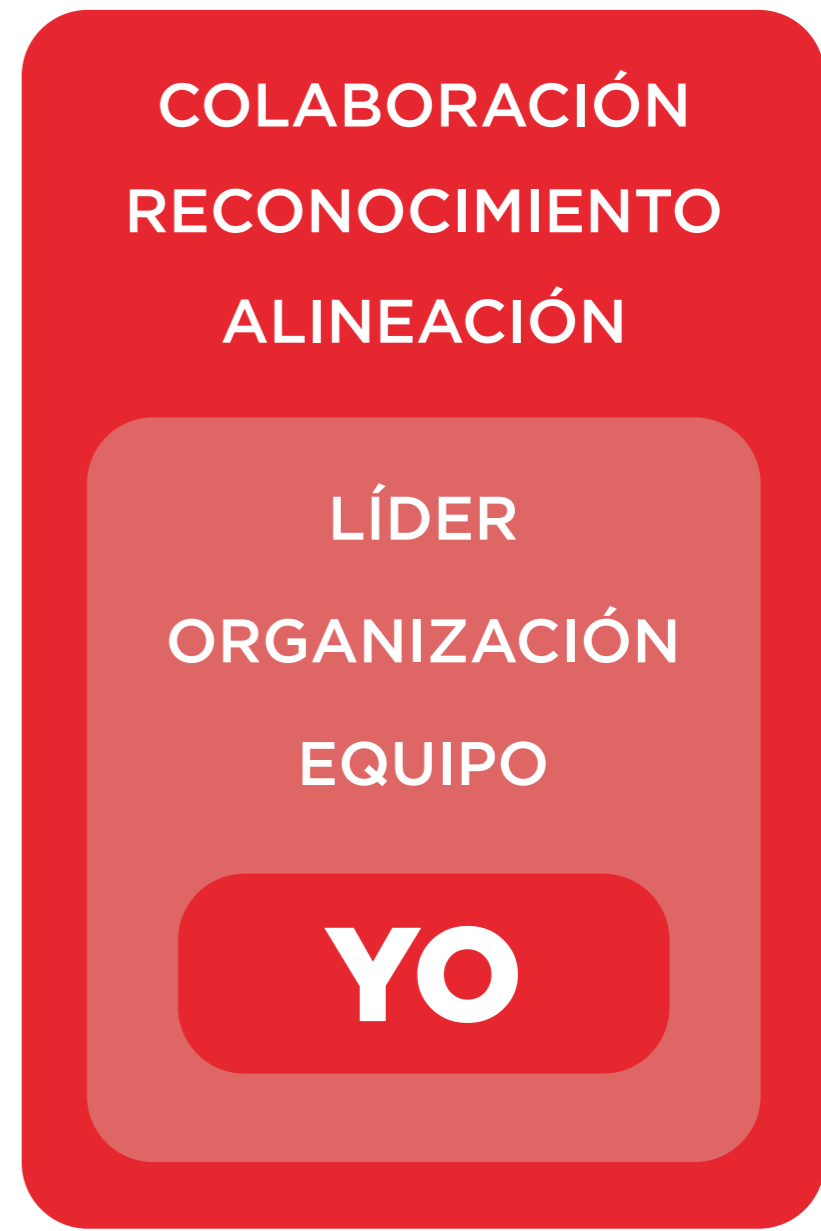 COLABORACIÓN
RECONOCIMIENTO
ALINEACIÓN
LÍDER
ORGANIZACIÓN
EQUIPO
YO